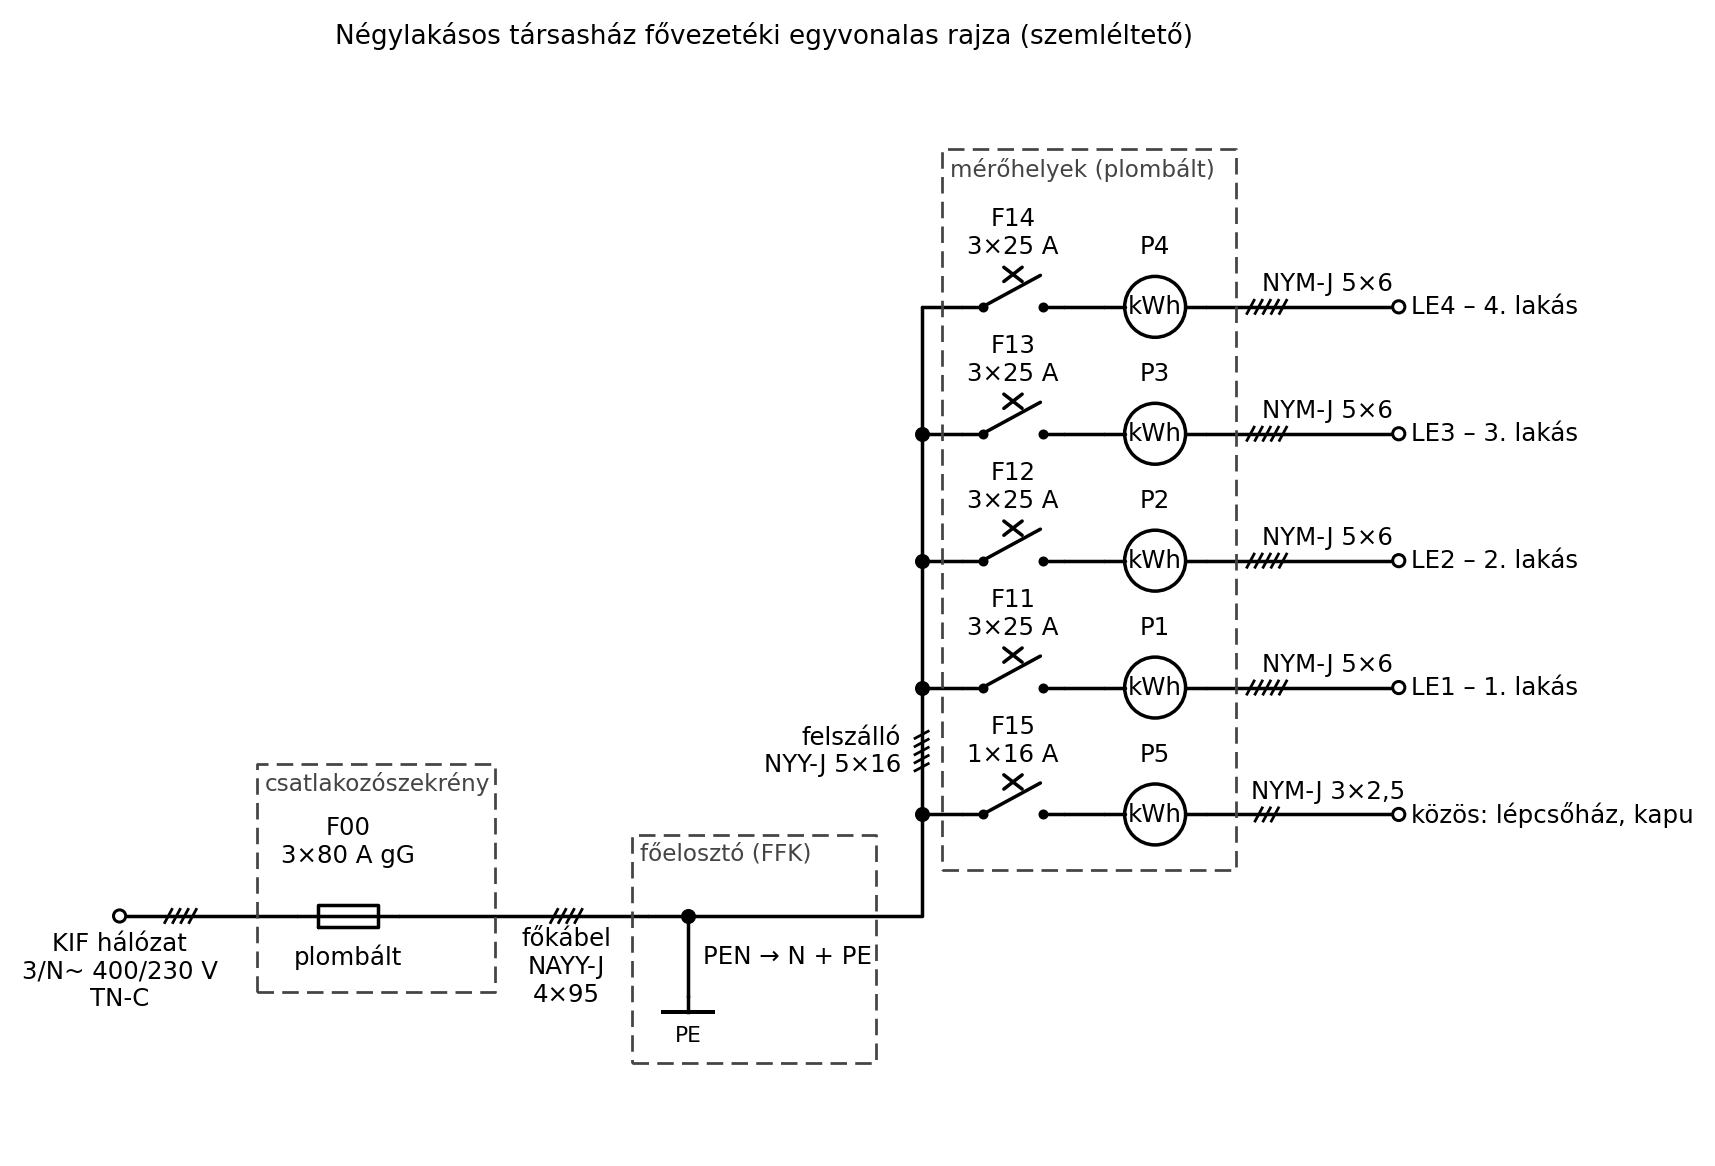 Négylakásos társasház fővezetéki egyvonalas rajza (szemléltető)
mérőhelyek (plombált)
F14
3×25 A
P4
kWh
NYM-J 5×6
LE4 – 4. lakás
F13
3×25 A
P3
kWh
NYM-J 5×6
LE3 – 3. lakás
F12
3×25 A
P2
kWh
NYM-J 5×6
LE2 – 2. lakás
F11
3×25 A
P1
kWh
NYM-J 5×6
LE1 – 1. lakás
felszálló
NYY-J 5×16
F15
1×16 A
P5
kWh
NYM-J 3×2,5
közös: lépcsőház, kapu
csatlakozószekrény
F00
3×80 A gG
plombált
KIF hálózat
3/N~ 400/230 V
TN-C
főkábel
NAYY-J
4×95
főelosztó (FFK)
PEN → N + PE
PE